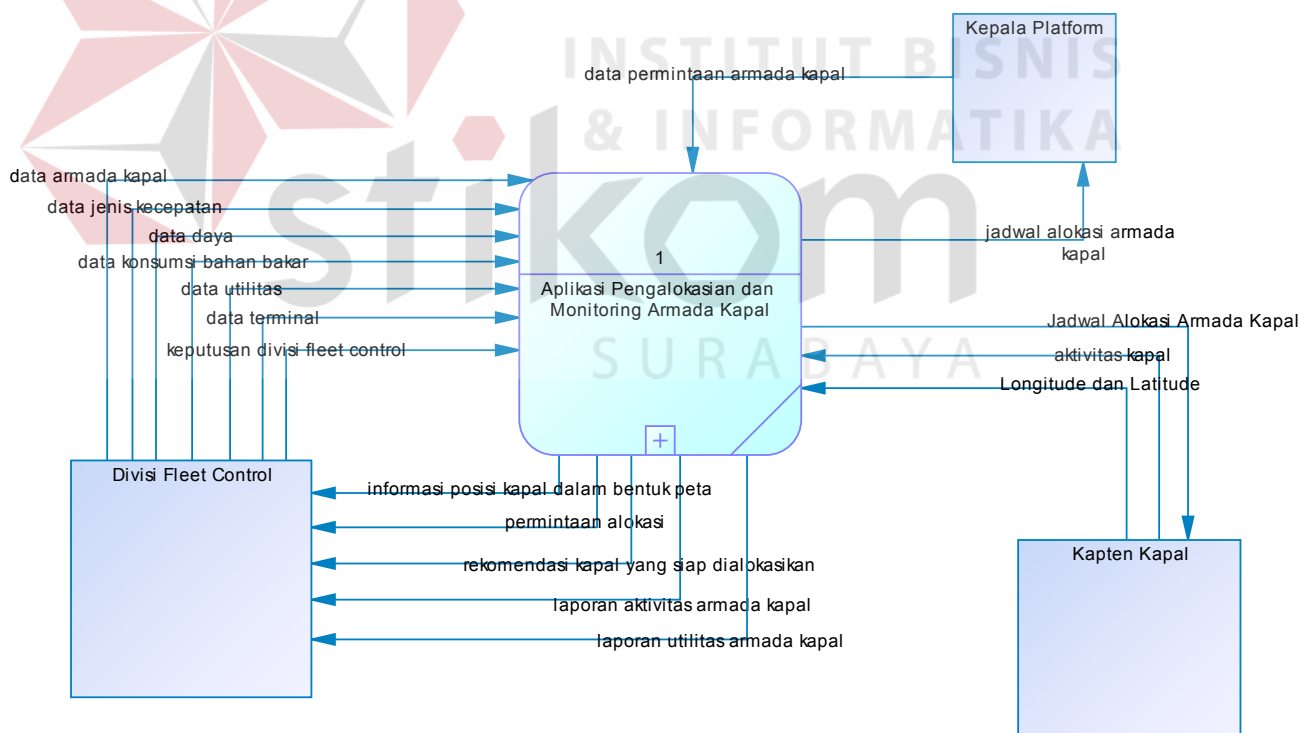 Kepala Platform
INSTITUT BISNIS
data permintaan armada kapal
& INFORMATIKA
stikom
data armada kapal
data jenis kecepatan
data daya
data konsumsi bahan bakar
data utilitas
data terminal
keputusan divisi fleet control
1
Aplikasi Pengalokasian dan
Monitoring Armada Kapal
jadwal alokasi armada
kapal
Jadwal Alokasi Armada Kapal
SURABAYA
aktivitas kapal
Longitude dan Latitude
Divisi Fleet Control
informasi posisi kapal dalam bentuk peta
permintaan alokasi
rekomendasi kapal yang siap dialokasikan
laporan aktivitas armada kapal
laporan utilitas armada kapal
Kapten Kapal